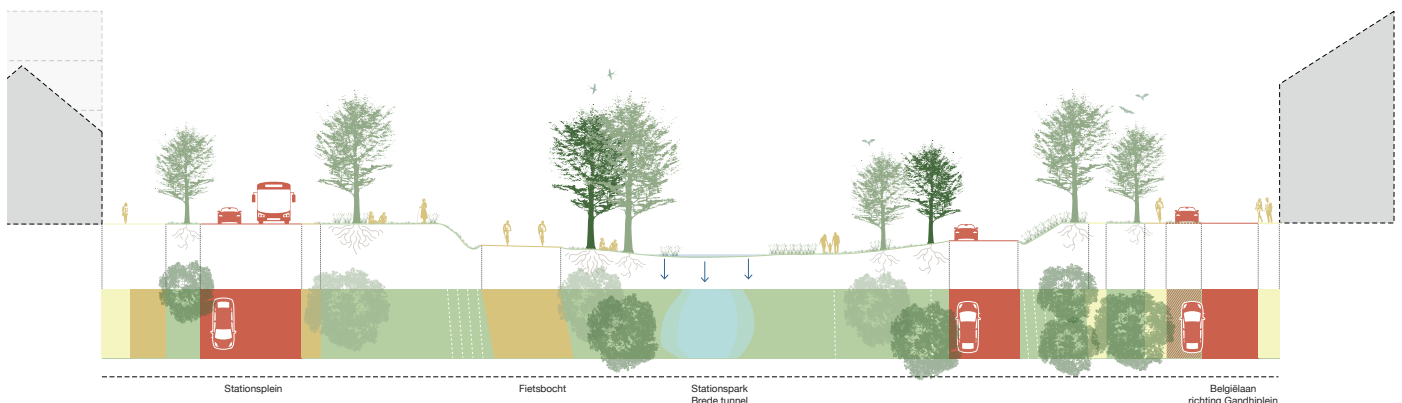 Stationsplein
Fietsbocht
Stationspark
Brede tunnel
Belgiëlaan
richting Gandhiplein